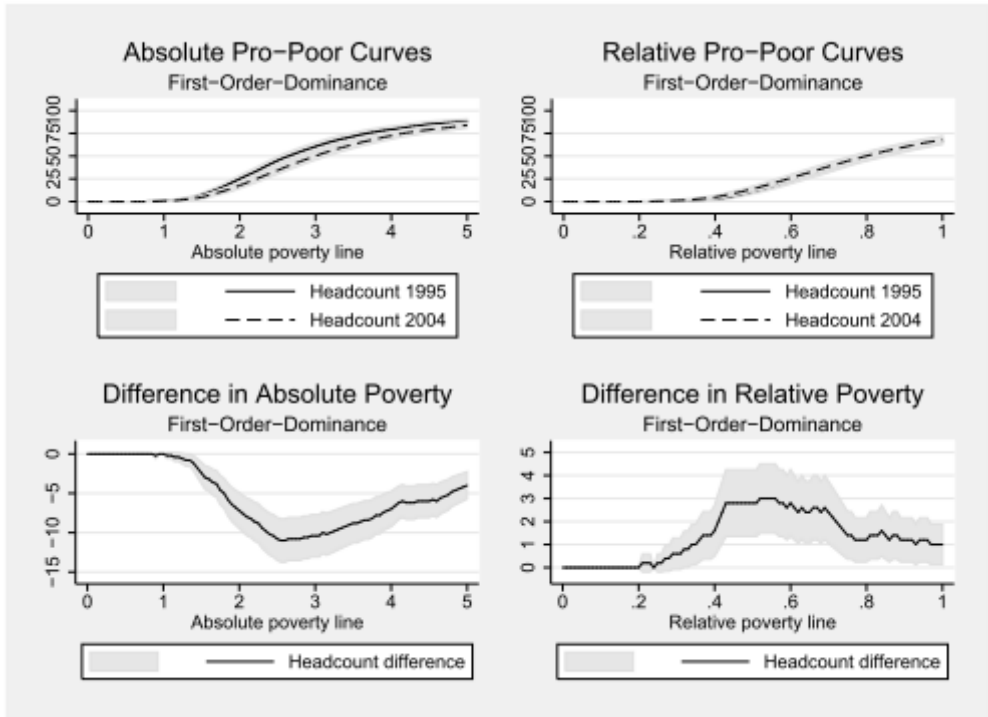 Absolute Pro−Poor Curves
First−Order−Dominance
0 25 50 75 100
0 1 2 3 4 5
Absolute poverty line
Headcount 1995
Headcount 2004
Relative Pro−Poor Curves
First−Order−Dominance
0 25 50 75 100
0 .2 .4 .6 .8 1
Relative poverty line
Headcount 1995
Headcount 2004
Difference in Absolute Poverty
First−Order−Dominance
−15 −10 −5 0
0 1 2 3 4 5
Absolute poverty line
Headcount difference
Difference in Relative Poverty
First−Order−Dominance
0 1 2 3 4 5
0 .2 .4 .6 .8 1
Relative poverty line
Headcount difference